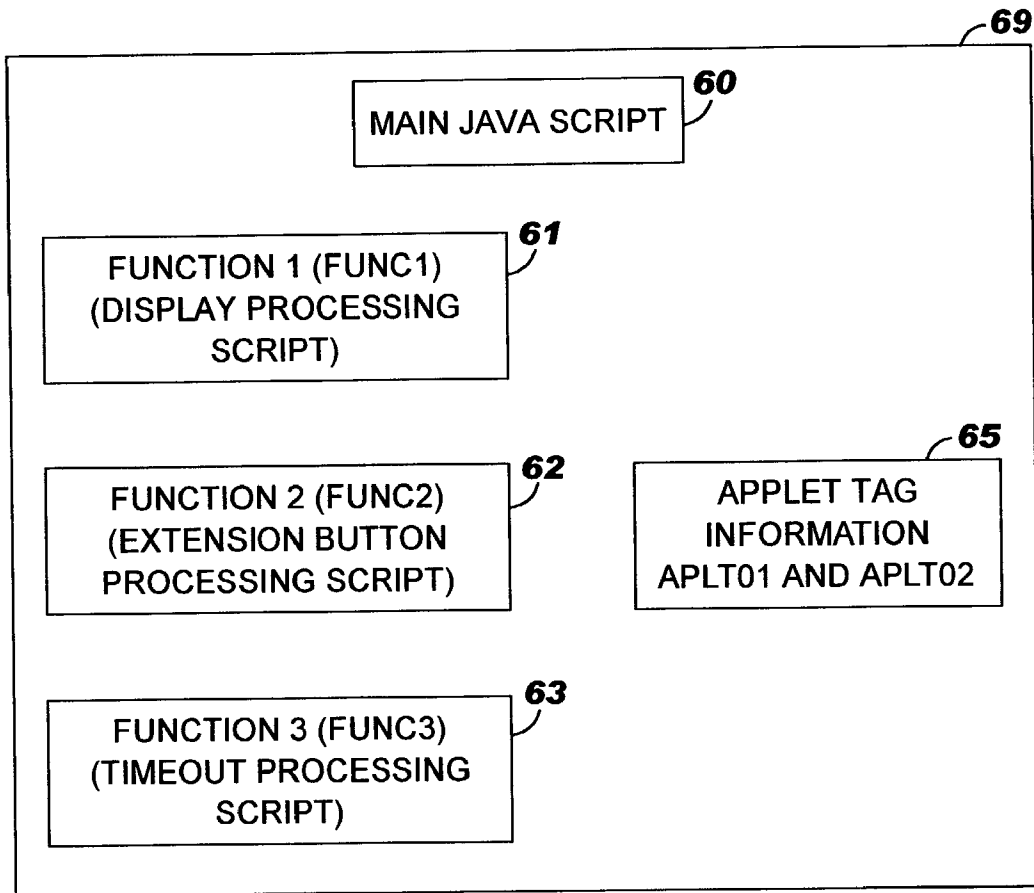 69
60
MAIN JAVA SCRIPT
61
FUNCTION 1 (FUNC1)
(DISPLAY PROCESSING
SCRIPT)
62
FUNCTION 2 (FUNC2)
(EXTENSION BUTTON
PROCESSING SCRIPT)
65
APPLET TAG
INFORMATION
APLT01 AND APLT02
63
FUNCTION 3 (FUNC3)
(TIMEOUT PROCESSING
SCRIPT)